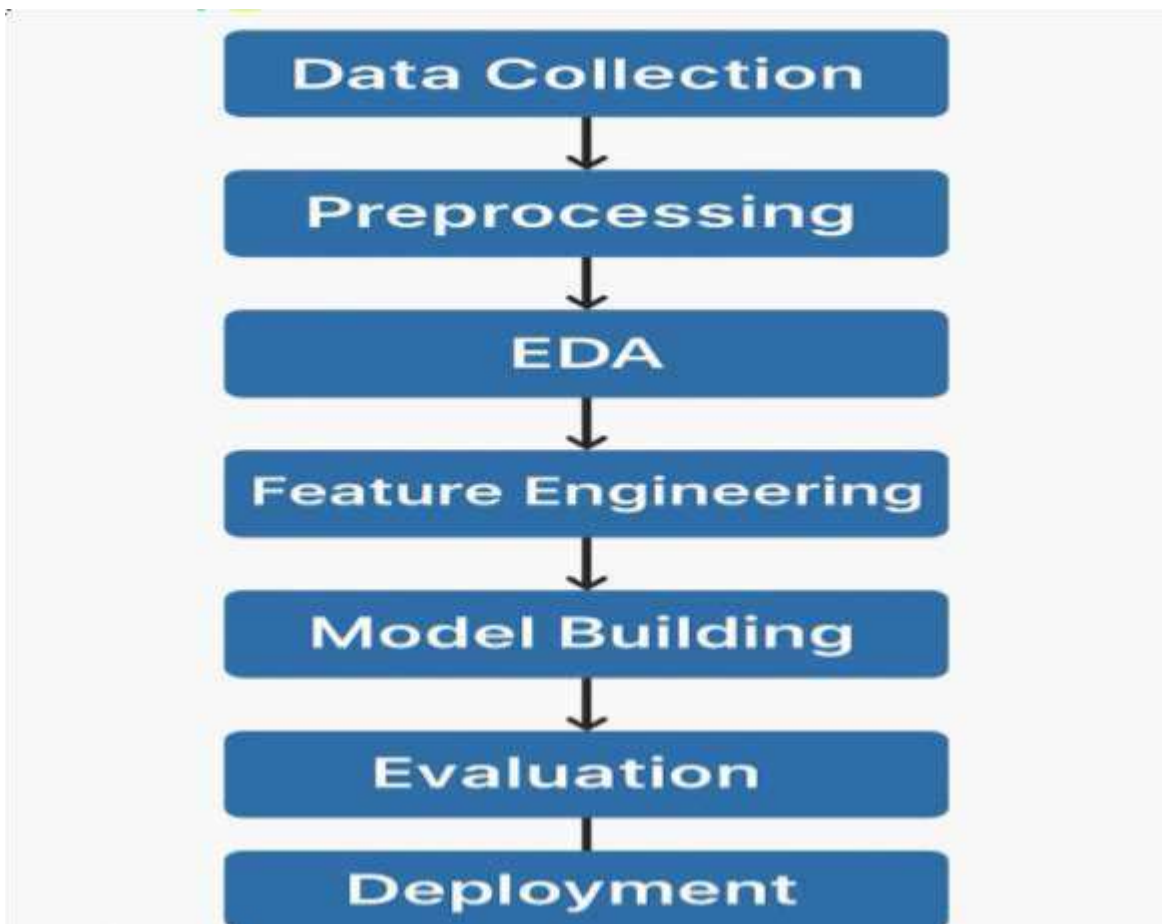 Data Collection
Preprocessing
EDA
Feature Engineering
Model Building
Evaluation
Deployment